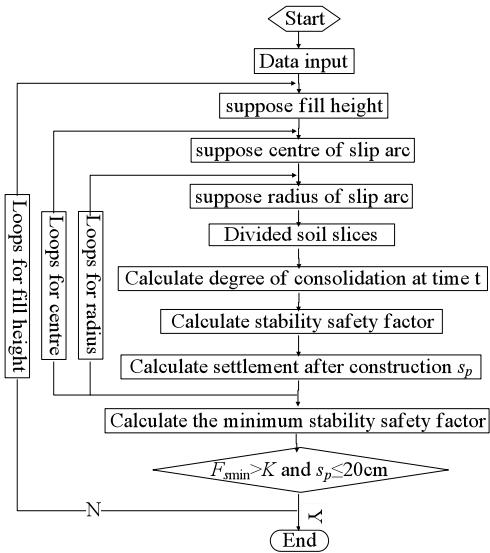 Start
Data input
suppose fill height
suppose centre of slip arc
suppose radius of slip arc
Divided soil slices
Calculate degree of consolidation at time t
Calculate stability safety factor
Calculate settlement after construction sp
Calculate the minimum stability safety factor
Fsmin>K and sp≤20cm
Loops for fill height
Loops for centre
Loops for radius
N
Y
End